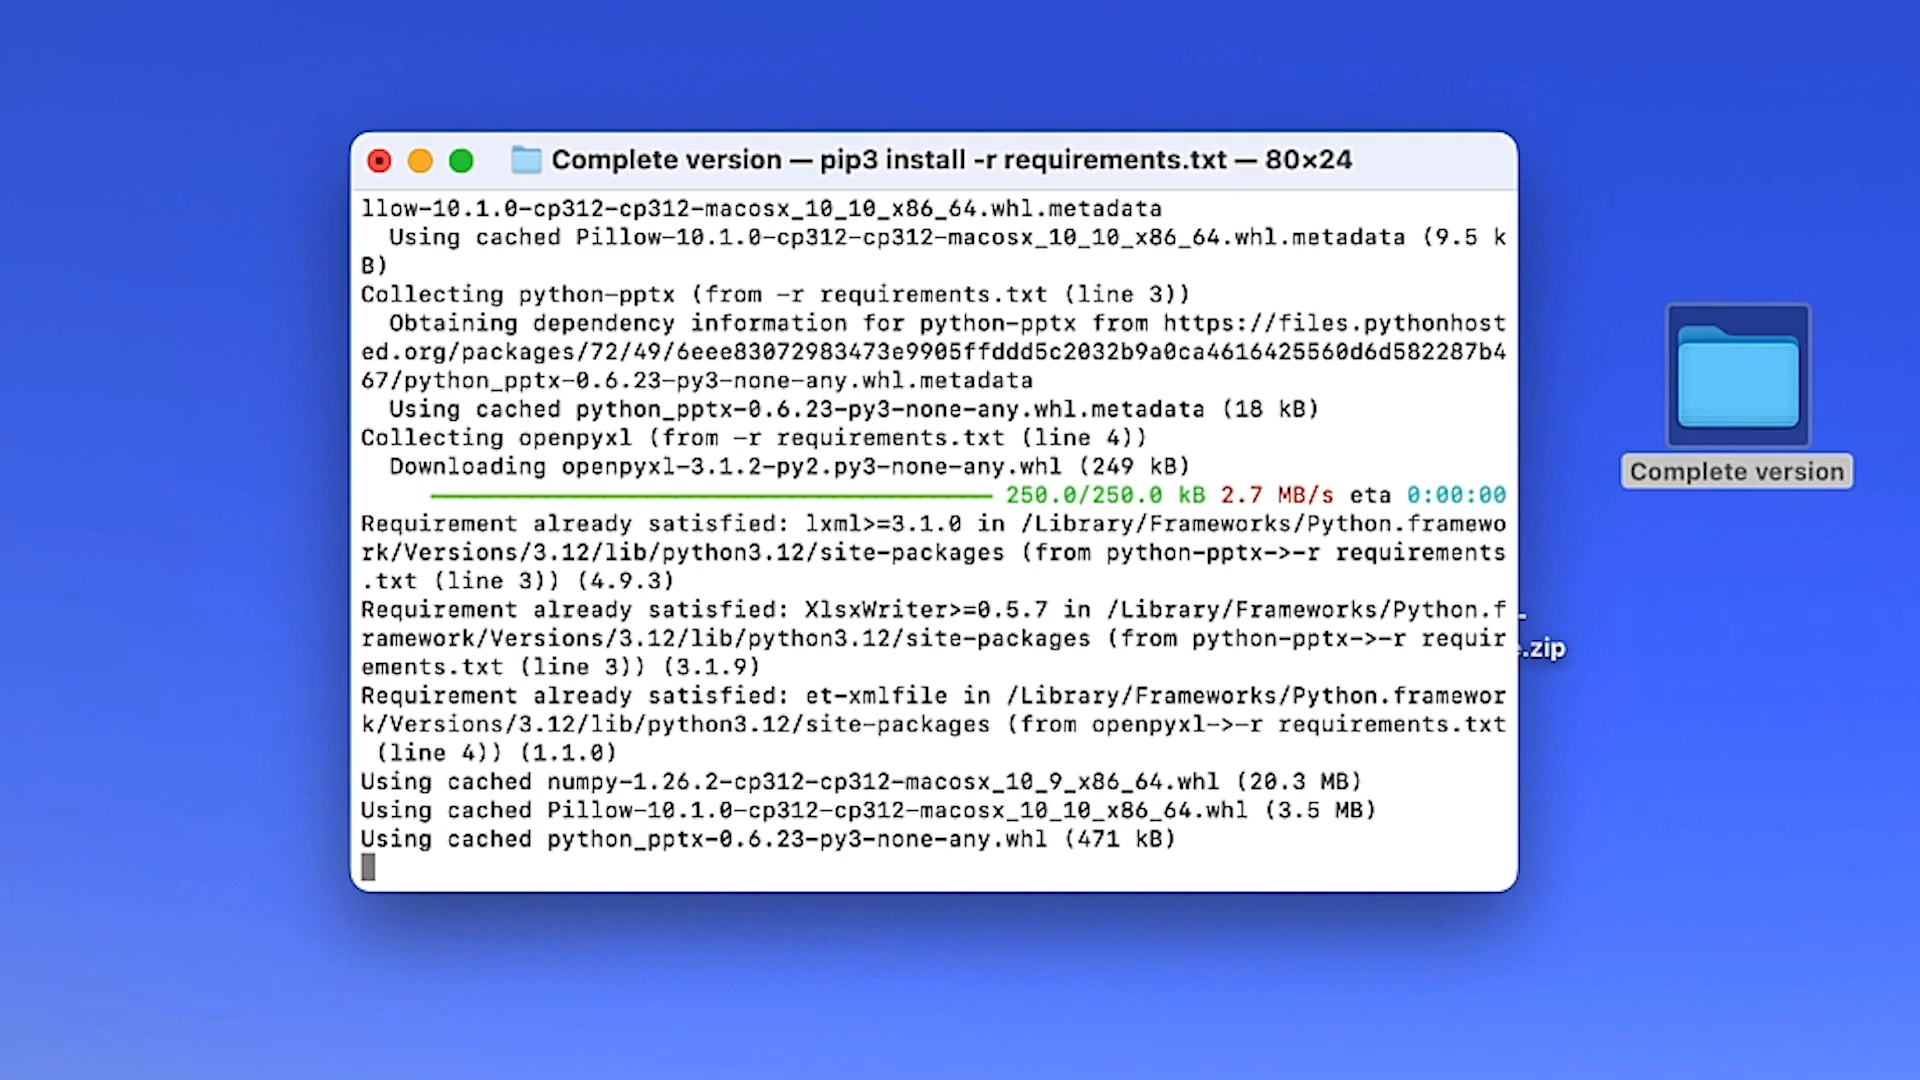 Complete version — pip3 install -r requirements.txt — 80×24
llow-10.1.0-cp312-cp312-macosx_10_10_x86_64.whl.metadata
  Using cached Pillow-10.1.0-cp312-cp312-macosx_10_10_x86_64.whl.metadata (9.5 k
B)
Collecting python-pptx (from -r requirements.txt (line 3))
  Obtaining dependency information for python-pptx from https://files.pythonhost
ed.org/packages/72/49/6eee83072983473e9905ffddd5c2032b9a0ca4616425560d6d582287b4
67/python_pptx-0.6.23-py3-none-any.whl.metadata
  Using cached python_pptx-0.6.23-py3-none-any.whl.metadata (18 kB)
Collecting openpyxl (from -r requirements.txt (line 4))
  Downloading openpyxl-3.1.2-py2.py3-none-any.whl (249 kB)
250.0/250.0 kB 2.7 MB/s eta 0:00:00
Requirement already satisfied: lxml>=3.1.0 in /Library/Frameworks/Python.framewo
rk/Versions/3.12/lib/python3.12/site-packages (from python-pptx->-r requirements
.txt (line 3)) (4.9.3)
Requirement already satisfied: XlsxWriter>=0.5.7 in /Library/Frameworks/Python.f
ramework/Versions/3.12/lib/python3.12/site-packages (from python-pptx->-r requir
ements.txt (line 3)) (3.1.9)
Requirement already satisfied: et-xmlfile in /Library/Frameworks/Python.framewor
k/Versions/3.12/lib/python3.12/site-packages (from openpyxl->-r requirements.txt
 (line 4)) (1.1.0)
Using cached numpy-1.26.2-cp312-cp312-macosx_10_9_x86_64.whl (20.3 MB)
Using cached Pillow-10.1.0-cp312-cp312-macosx_10_10_x86_64.whl (3.5 MB)
Using cached python_pptx-0.6.23-py3-none-any.whl (471 kB)
Complete version
.zip